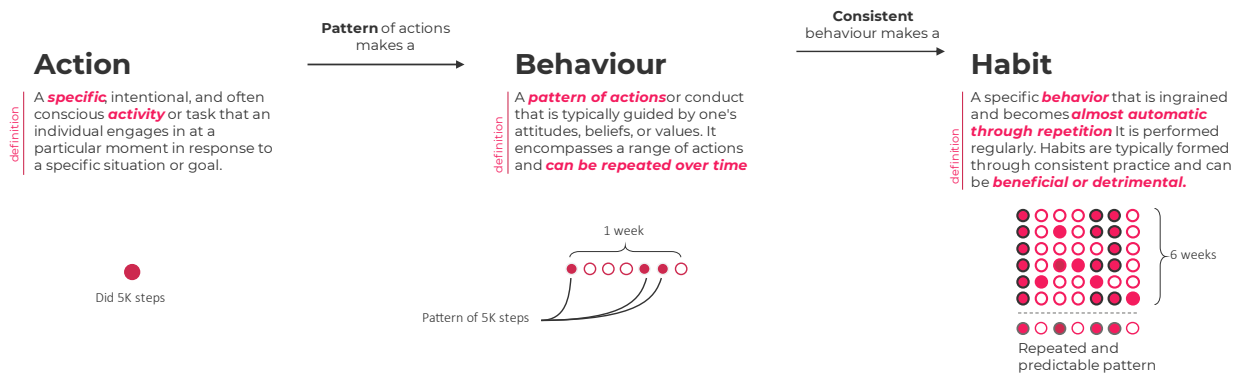 Pattern of actions
makes a
Consistent
behaviour makes a
Action
Behaviour
Habit
definition
A specific, intentional, and often
conscious activity or task that an
individual engages in at a
particular moment in response to
a specific situation or goal.
definition
A pattern of actions or conduct
that is typically guided by one's
attitudes, beliefs, or values. It
encompasses a range of actions
and can be repeated over time
definition
A specific behavior that is ingrained
and becomes almost automatic
through repetition It is performed
regularly. Habits are typically formed
through consistent practice and can
be beneficial or detrimental.
Did 5K steps
1 week
Pattern of 5K steps
6 weeks
Repeated and
predictable pattern